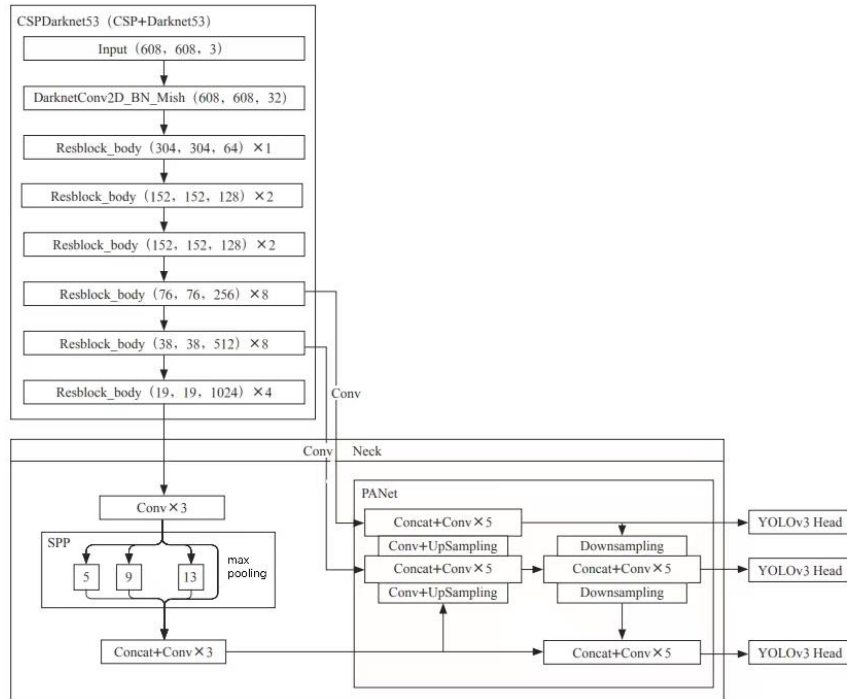 CSPDarknet53（CSP+Darknet53）
Input（608，608，3）
DarknetConv2D_BN_Mish（608，608，32）
Resblock_body（304，304，64）×1
Resblock_body（152，152，128）×2
Resblock_body（152，152，128）×2
Resblock_body（76，76，256）×8
Resblock_body（38，38，512）×8
Resblock_body（19，19，1024）×4
Conv
Conv
Neck
Conv×3
SPP
5
9
13
max
pooling
Concat+Conv×3
PANet
Concat+Conv×5
Conv+UpSampling
Concat+Conv×5
Conv+UpSampling
Downsampling
Concat+Conv×5
Downsampling
Concat+Conv×5
YOLOv3 Head
YOLOv3 Head
YOLOv3 Head